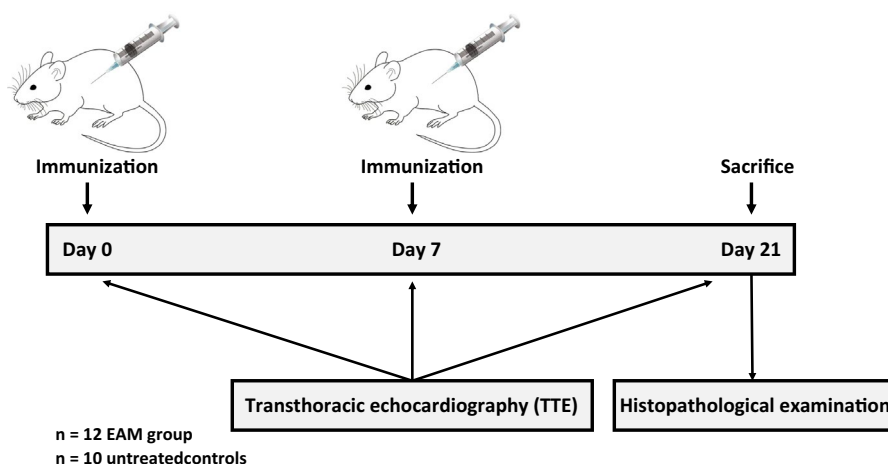 Immunization
Immunization
Sacrifice
Day 0
Day 7
Day 21
Transthoracic echocardiography (TTE)
Histopathological examination
n = 12 EAM group
n = 10 untreatedcontrols